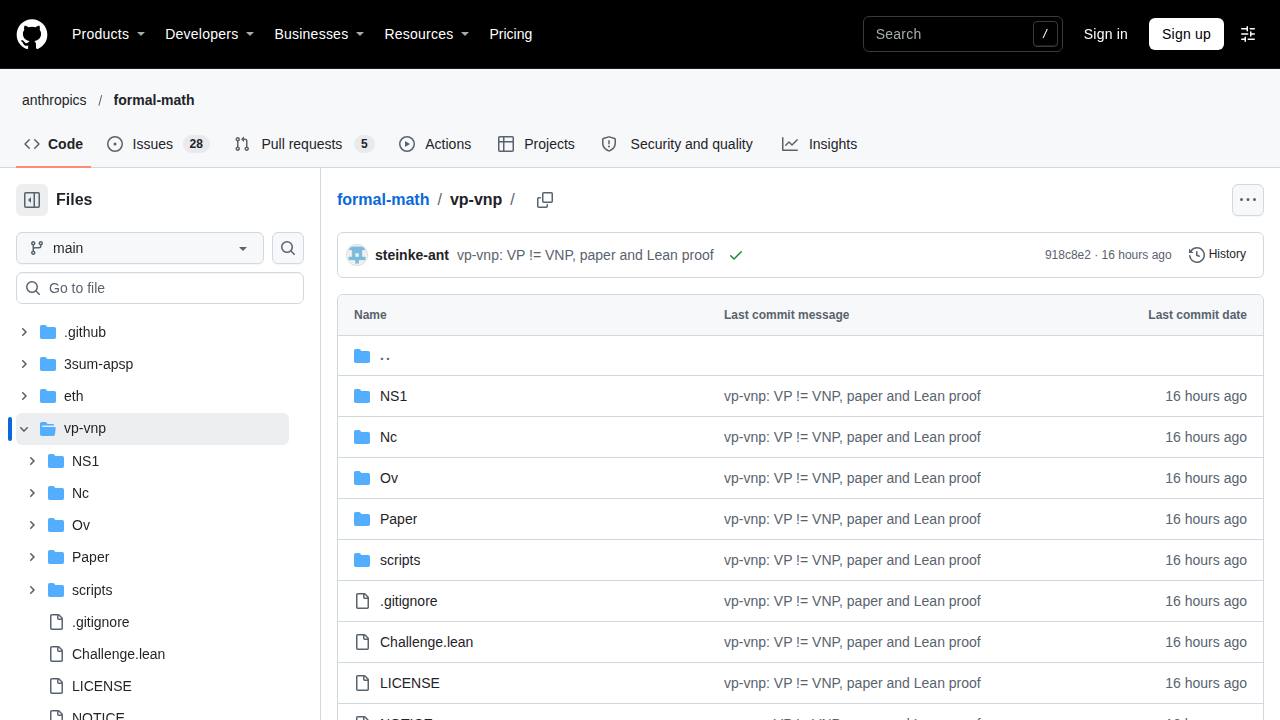 Products Developers Businesses Resources Pricing Search / Sign in Sign up
anthropics / formal-math
Code Issues 28 Pull requests 5 Actions Projects Security and quality Insights
Files
main
Go to file
.github
3sum-apsp
eth
vp-vnp
NS1
Nc
Ov
Paper
scripts
.gitignore
Challenge.lean
LICENSE
NOTICE
formal-math / vp-vnp /
steinke-ant vp-vnp: VP != VNP, paper and Lean proof 918c8e2 · 16 hours ago History
Name Last commit message Last commit date
..
NS1 vp-vnp: VP != VNP, paper and Lean proof 16 hours ago
Nc vp-vnp: VP != VNP, paper and Lean proof 16 hours ago
Ov vp-vnp: VP != VNP, paper and Lean proof 16 hours ago
Paper vp-vnp: VP != VNP, paper and Lean proof 16 hours ago
scripts vp-vnp: VP != VNP, paper and Lean proof 16 hours ago
.gitignore vp-vnp: VP != VNP, paper and Lean proof 16 hours ago
Challenge.lean vp-vnp: VP != VNP, paper and Lean proof 16 hours ago
LICENSE vp-vnp: VP != VNP, paper and Lean proof 16 hours ago